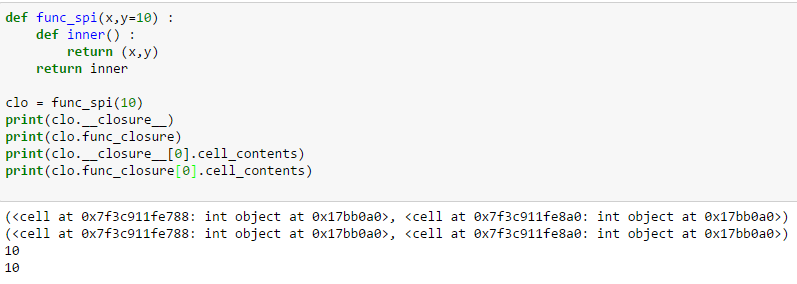 def func_spi(x,y=10) :
    def inner() :
        return (x,y)
    return inner

clo = func_spi(10)
print(clo.__closure__)
print(clo.func_closure)
print(clo.__closure__[0].cell_contents)
print(clo.func_closure[0].cell_contents)

(<cell at 0x7f3c911fe788: int object at 0x17bb0a0>, <cell at 0x7f3c911fe8a0: int object at 0x17bb0a0>)
(<cell at 0x7f3c911fe788: int object at 0x17bb0a0>, <cell at 0x7f3c911fe8a0: int object at 0x17bb0a0>)
10
10